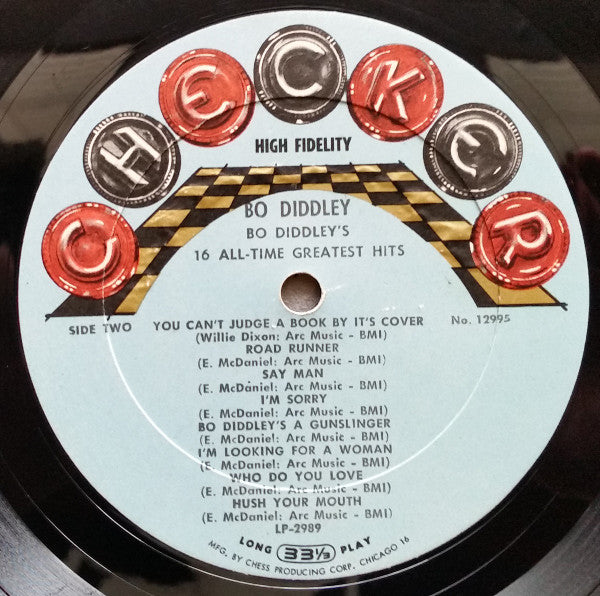 CHECKER
HIGH FIDELITY
BO DIDDLEY
BO DIDDLEY'S
16 ALL-TIME GREATEST HITS
SIDE TWO YOU CAN'T JUDGE A BOOK BY IT'S COVER No. 12995
(Willie Dixon: Arc Music - BMI)
ROAD RUNNER
(E. McDaniel: Arc Music - BMI)
SAY MAN
(E. McDaniel: Arc Music - BMI)
I'M SORRY
(E. McDaniel: Arc Music - BMI)
BO DIDDLEY'S A GUNSLINGER
(E. McDaniel: Arc Music - BMI)
I'M LOOKING FOR A WOMAN
(E. McDaniel: Arc Music - BMI)
WHO DO YOU LOVE
(E. McDaniel: Arc Music - BMI)
HUSH YOUR MOUTH
(E. McDaniel: Arc Music - BMI)
LP-2989
LONG 33⅓ PLAY
MFG. BY CHESS PRODUCING CORP. CHICAGO 16